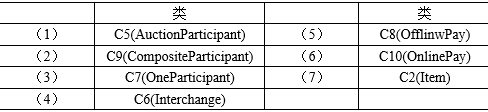 类 类
（1） C5(AuctionParticipant) （5） C8(OfflinwPay)
（2） C9(CompositeParticipant) （6） C10(OnlinePay)
（3） C7(OneParticipant) （7） C2(Item)
（4） C6(Interchange)